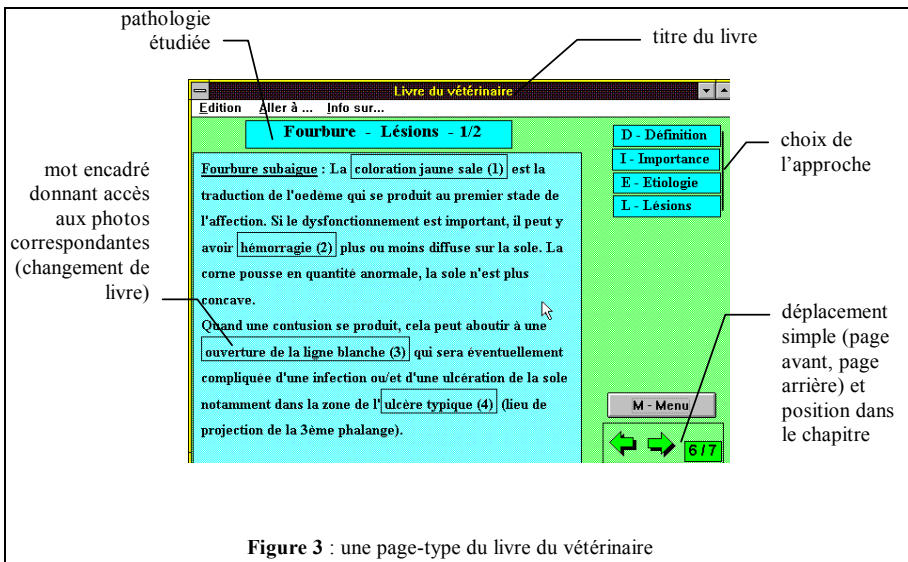 pathologie
étudiée
titre du livre
Livre du vétérinaire
Edition Aller à ... Info sur...
Fourbure - Lésions - 1/2
D - Définition
I - Importance
E - Etiologie
L - Lésions
choix de
l'approche
mot encadré
donnant accès
aux photos
correspondantes
(changement de
livre)
Fourbure subaigue : La coloration jaune sale (1) est la
traduction de l'oedème qui se produit au premier stade de
l'affection. Si le dysfonctionnement est important, il peut y
avoir hémorragie (2) plus ou moins diffuse sur la sole. La
corne pousse en quantité anormale, la sole n'est plus
concave.
Quand une contusion se produit, cela peut aboutir à une
ouverture de la ligne blanche (3) qui sera éventuellement
compliquée d'une infection ou/et d'une ulcération de la sole
notamment dans la zone de l'ulcère typique (4) (lieu de
projection de la 3ème phalange).
M - Menu
6 / 7
déplacement
simple (page
avant, page
arrière) et
position dans
le chapitre
Figure 3 : une page-type du livre du vétérinaire